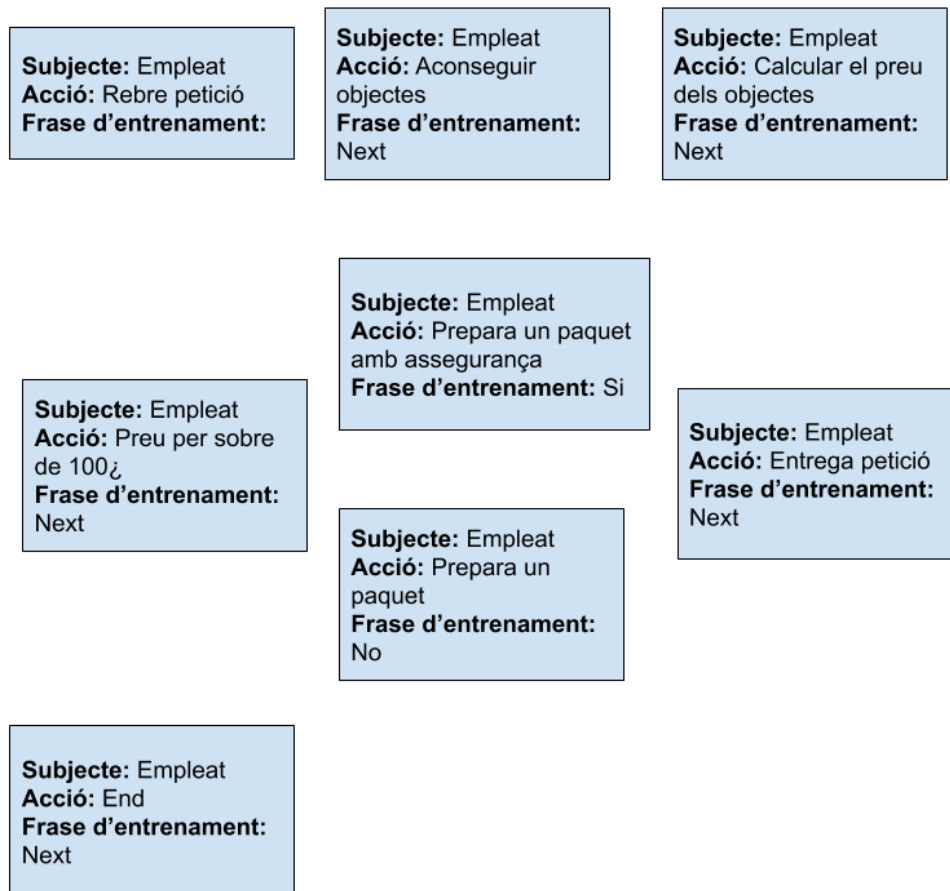 Subjecte: Empleat
Acció: Rebre petició
Frase d'entrenament:
Subjecte: Empleat
Acció: Aconseguir
objectes
Frase d'entrenament:
Next
Subjecte: Empleat
Acció: Calcular el preu
dels objectes
Frase d'entrenament:
Next
Subjecte: Empleat
Acció: Preu per sobre
de 100¿
Frase d'entrenament:
Next
Subjecte: Empleat
Acció: Prepara un paquet
amb assegurança
Frase d'entrenament: Si
Subjecte: Empleat
Acció: Prepara un
paquet
Frase d'entrenament:
No
Subjecte: Empleat
Acció: Entrega petició
Frase d'entrenament:
Next
Subjecte: Empleat
Acció: End
Frase d'entrenament:
Next